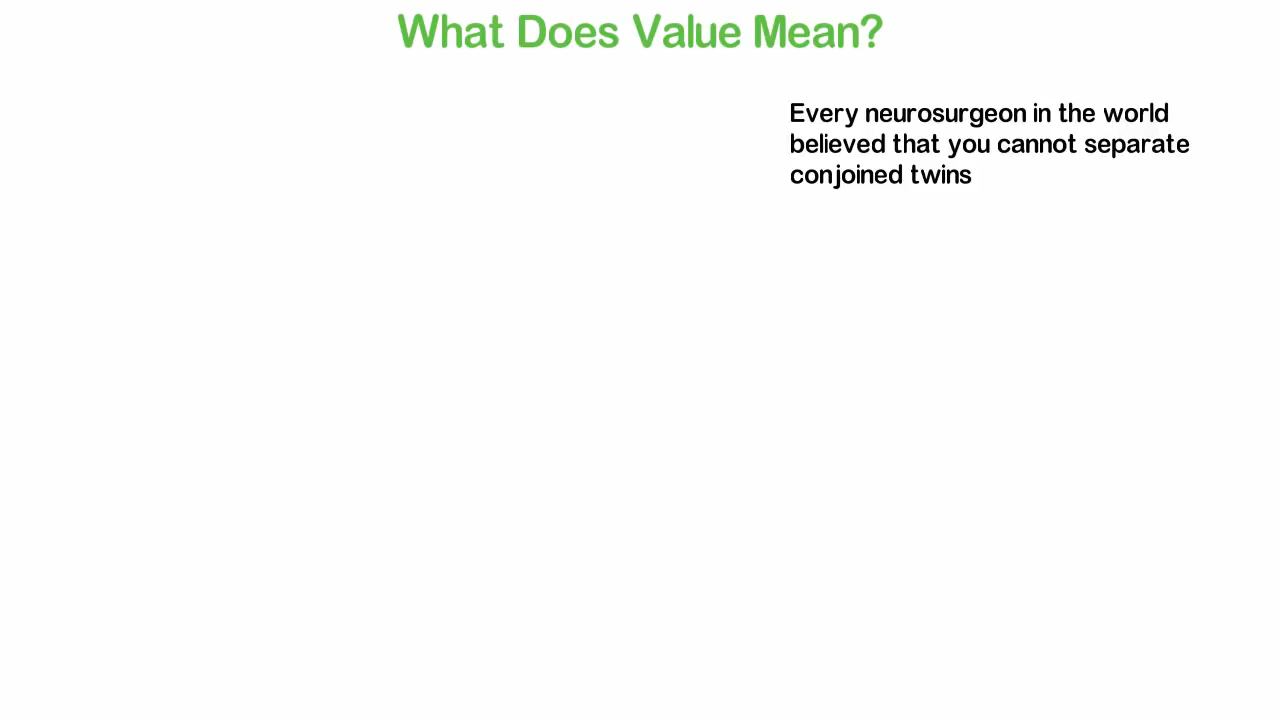 What Does Value Mean?
Every neurosurgeon in the world
believed that you cannot separate
conjoined twins